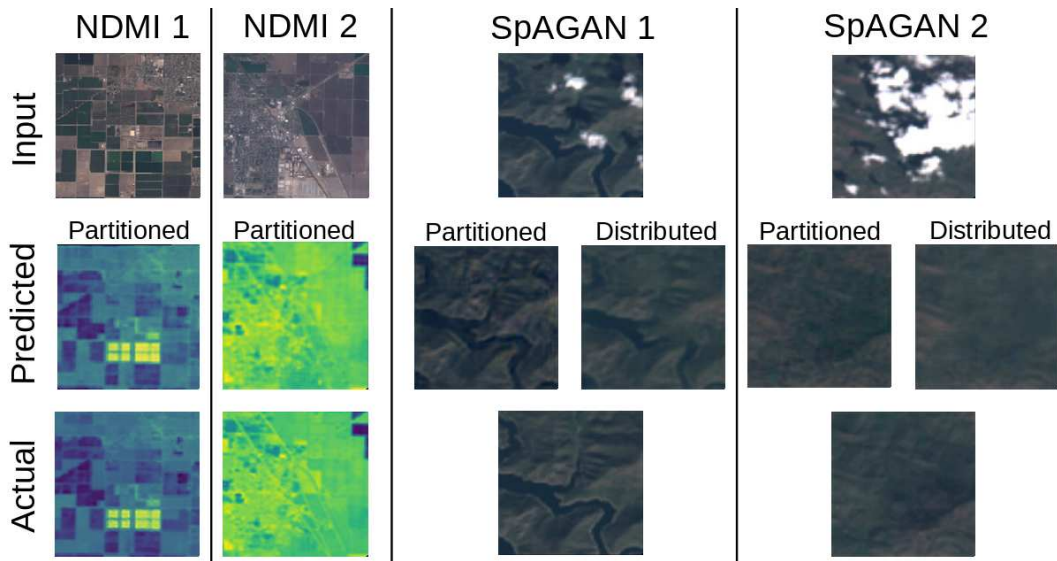 NDMI 1 NDMI 2 SpAGAN 1 SpAGAN 2
Input
Partitioned Partitioned Partitioned Distributed Partitioned Distributed
Predicted
Actual